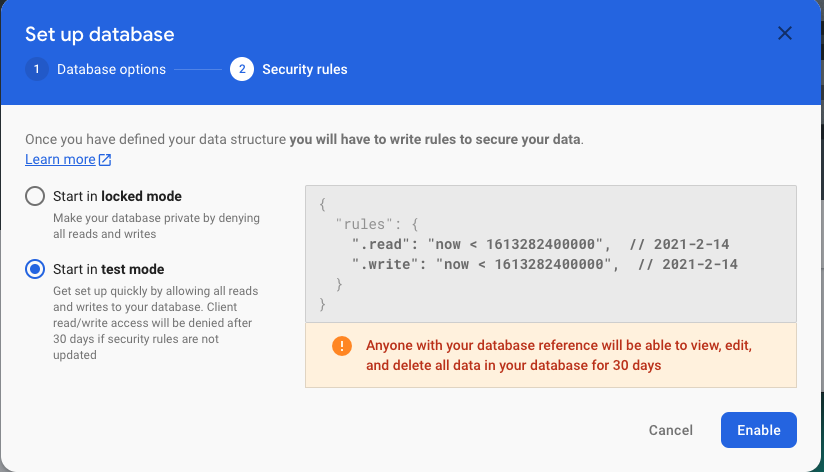 Set up database
1 Database options 2 Security rules
Once you have defined your data structure you will have to write rules to secure your data.
Learn more
Start in locked mode
Make your database private by denying
all reads and writes
Start in test mode
Get set up quickly by allowing all reads
and writes to your database. Client
read/write access will be denied after
30 days if security rules are not
updated
{
"rules": {
".read": "now < 1613282400000", // 2021-2-14
".write": "now < 1613282400000", // 2021-2-14
}
}
! Anyone with your database reference will be able to view, edit,
and delete all data in your database for 30 days
Cancel Enable